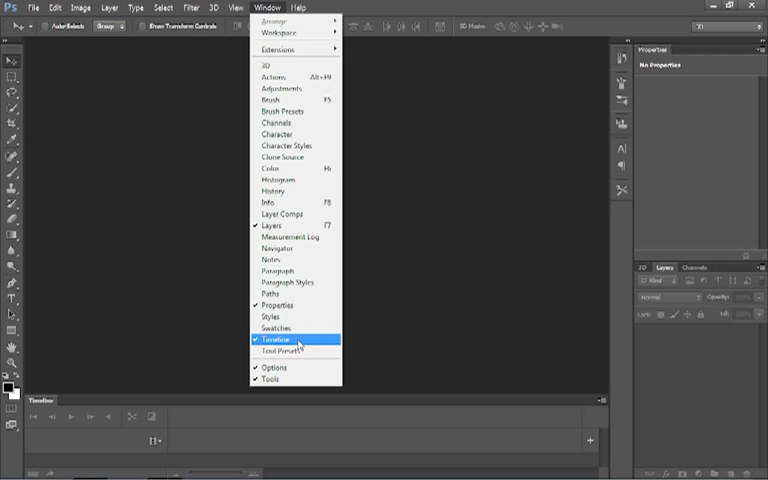 Ps File Edit Image Layer Type Select Filter 3D View Window Help
Auto-Select: Group Show Transform Controls 3D Mode: 3D
Arrange
Workspace
Extensions
3D
Actions Alt+F9
Adjustments
Brush F5
Brush Presets
Channels
Character
Character Styles
Clone Source
Color F6
Histogram
History
Info F8
Layer Comps
Layers F7
Measurement Log
Navigator
Notes
Paragraph
Paragraph Styles
Paths
Properties
Styles
Swatches
Timeline
Tool Presets
Options
Tools
Properties
No Properties
3D Layers Channels
Kind
Normal Opacity:
Lock: Fill:
Timeline